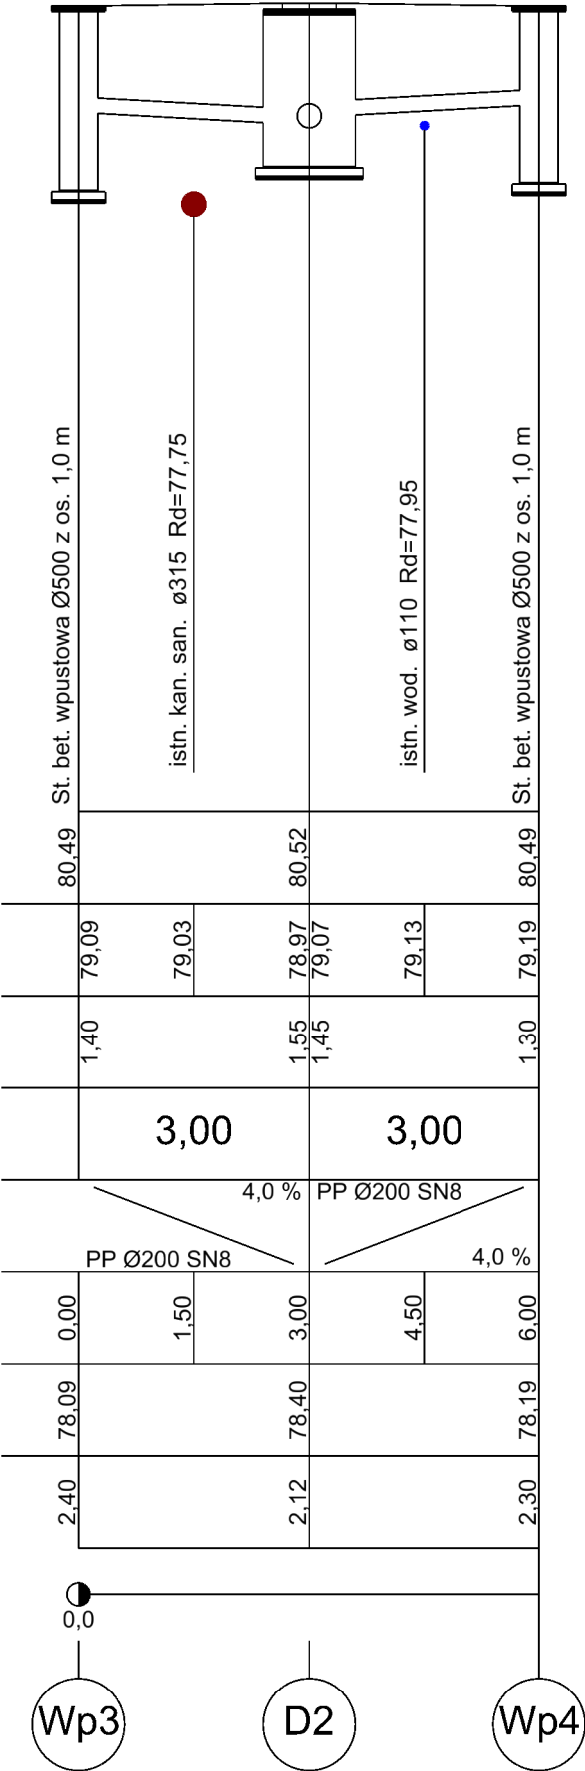 St. bet. wpustowa Ø500 z os. 1,0 m
istn. kan. san. ø315 Rd=77,75
istn. wod. ø110 Rd=77,95
St. bet. wpustowa Ø500 z os. 1,0 m
80,49 80,52 80,49
79,09 79,03 78,97 79,07 79,13 79,19
1,40 1,55 1,45 1,30
3,00 3,00
4,0 % PP Ø200 SN8
PP Ø200 SN8 4,0 %
0,00 1,50 3,00 4,50 6,00
78,09 78,40 78,19
2,40 2,12 2,30
0,0
Wp3 D2 Wp4